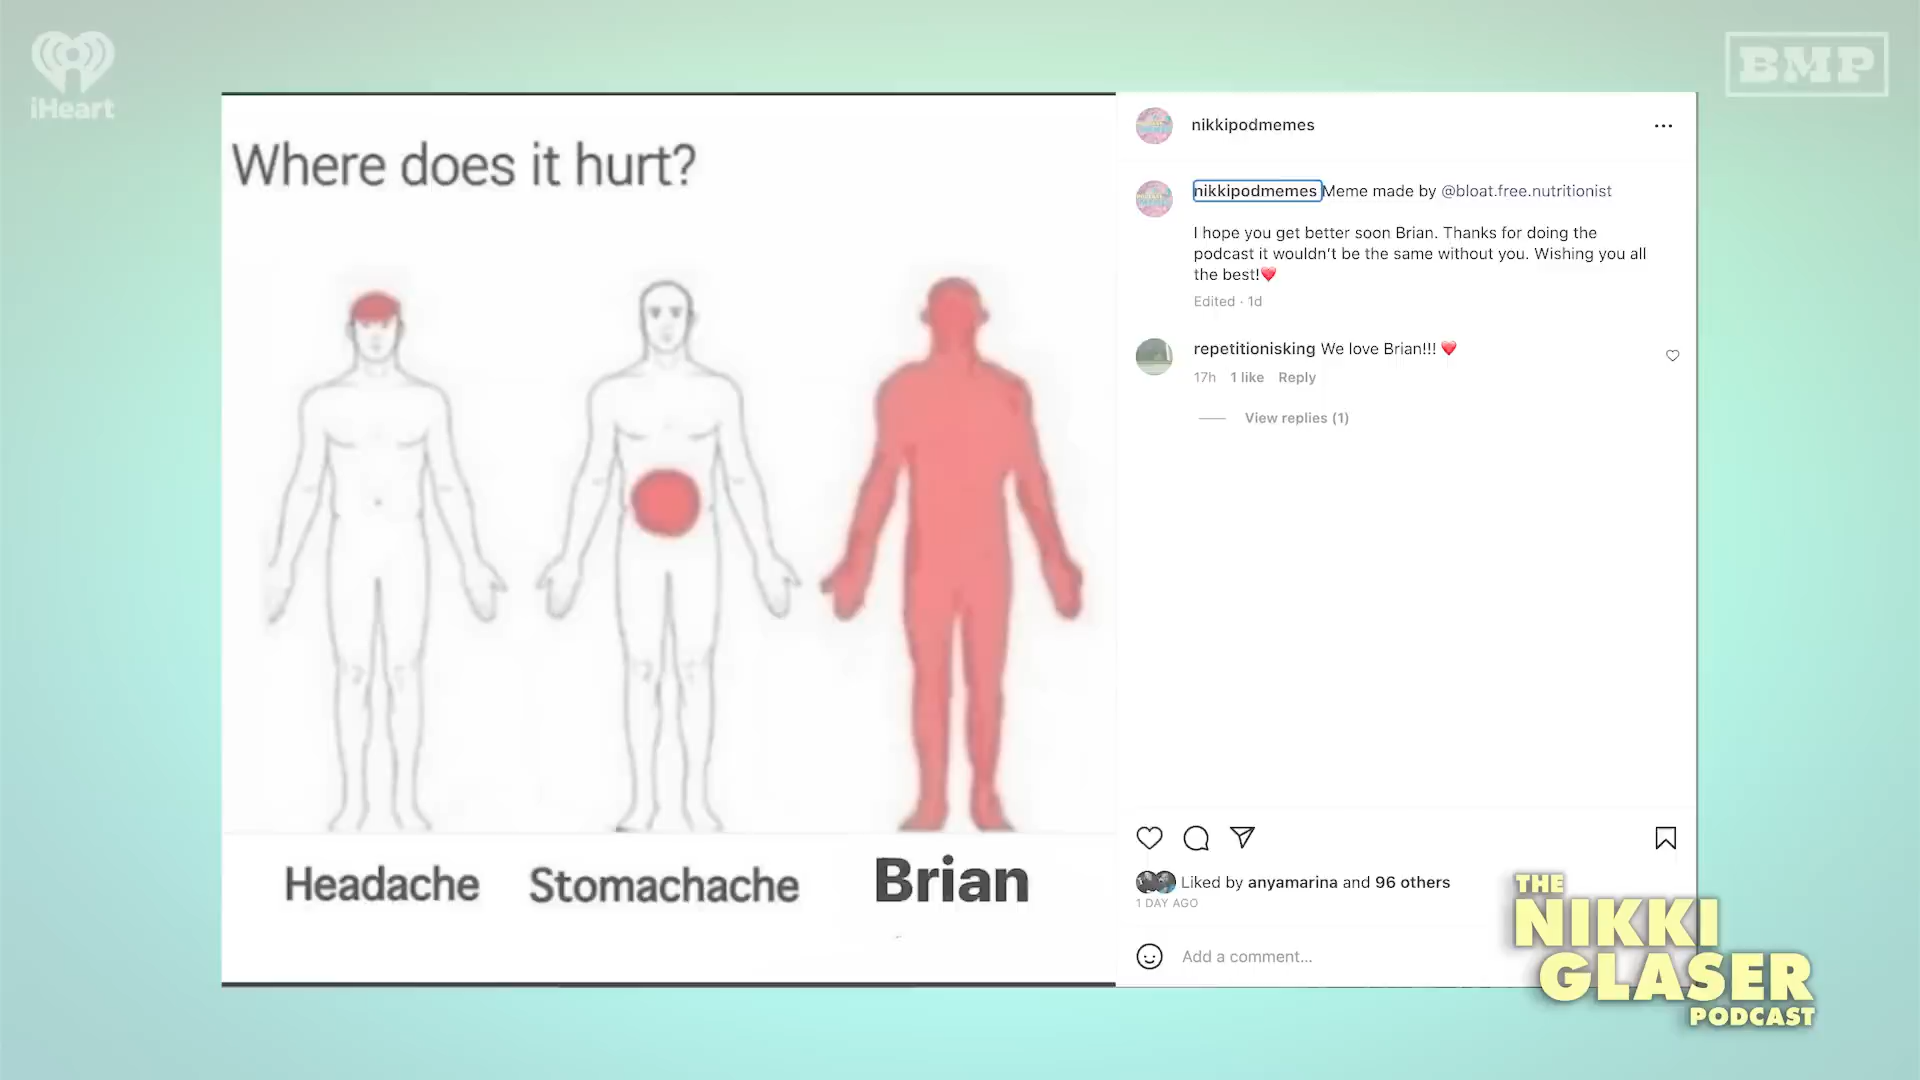 iHeart
BMP
Where does it hurt?
Headache
Stomachache
Brian
nikkipodmemes
nikkipodmemes Meme made by @bloat.free.nutritionist
I hope you get better soon Brian. Thanks for doing the
podcast it wouldn't be the same without you. Wishing you all
the best!❤️
Edited · 1d
repetitionisking We love Brian!!! ❤️
17h 1 like Reply
View replies (1)
Liked by anyamarina and 96 others
1 DAY AGO
Add a comment...
THE
NIKKI
GLASER
PODCAST